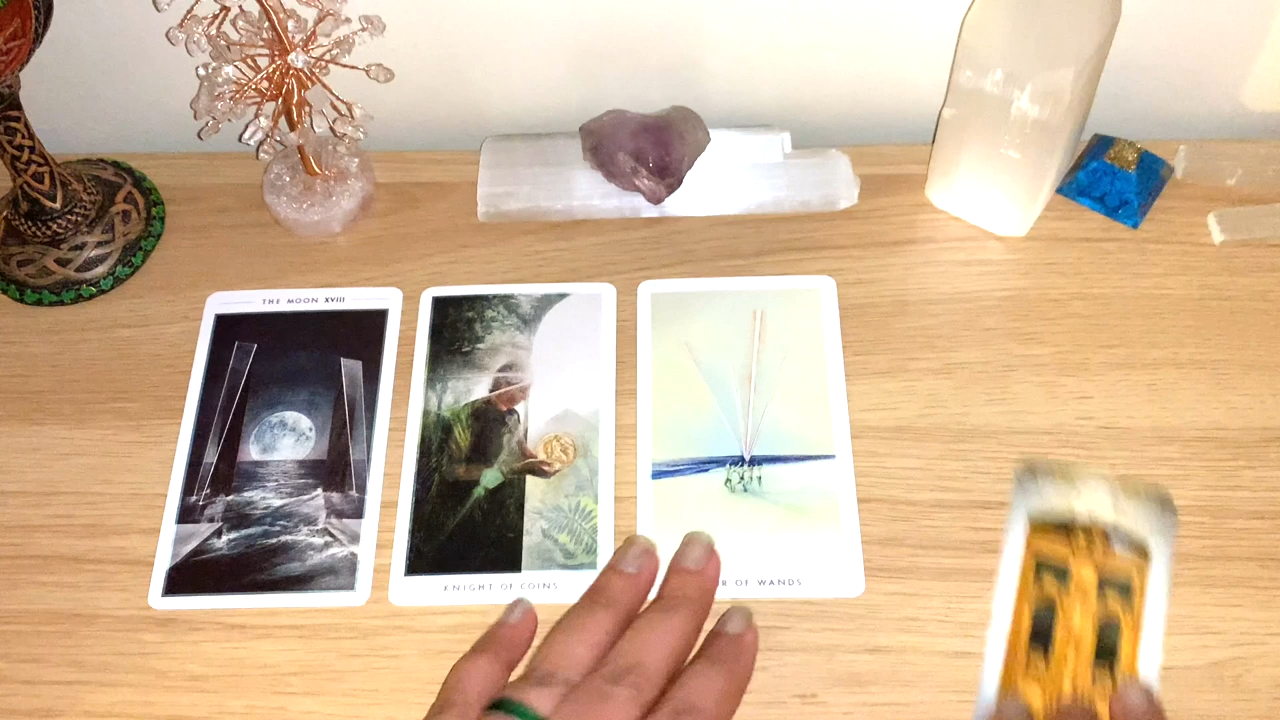 THE MOON XVIII
KNIGHT OF COINS
R OF WANDS